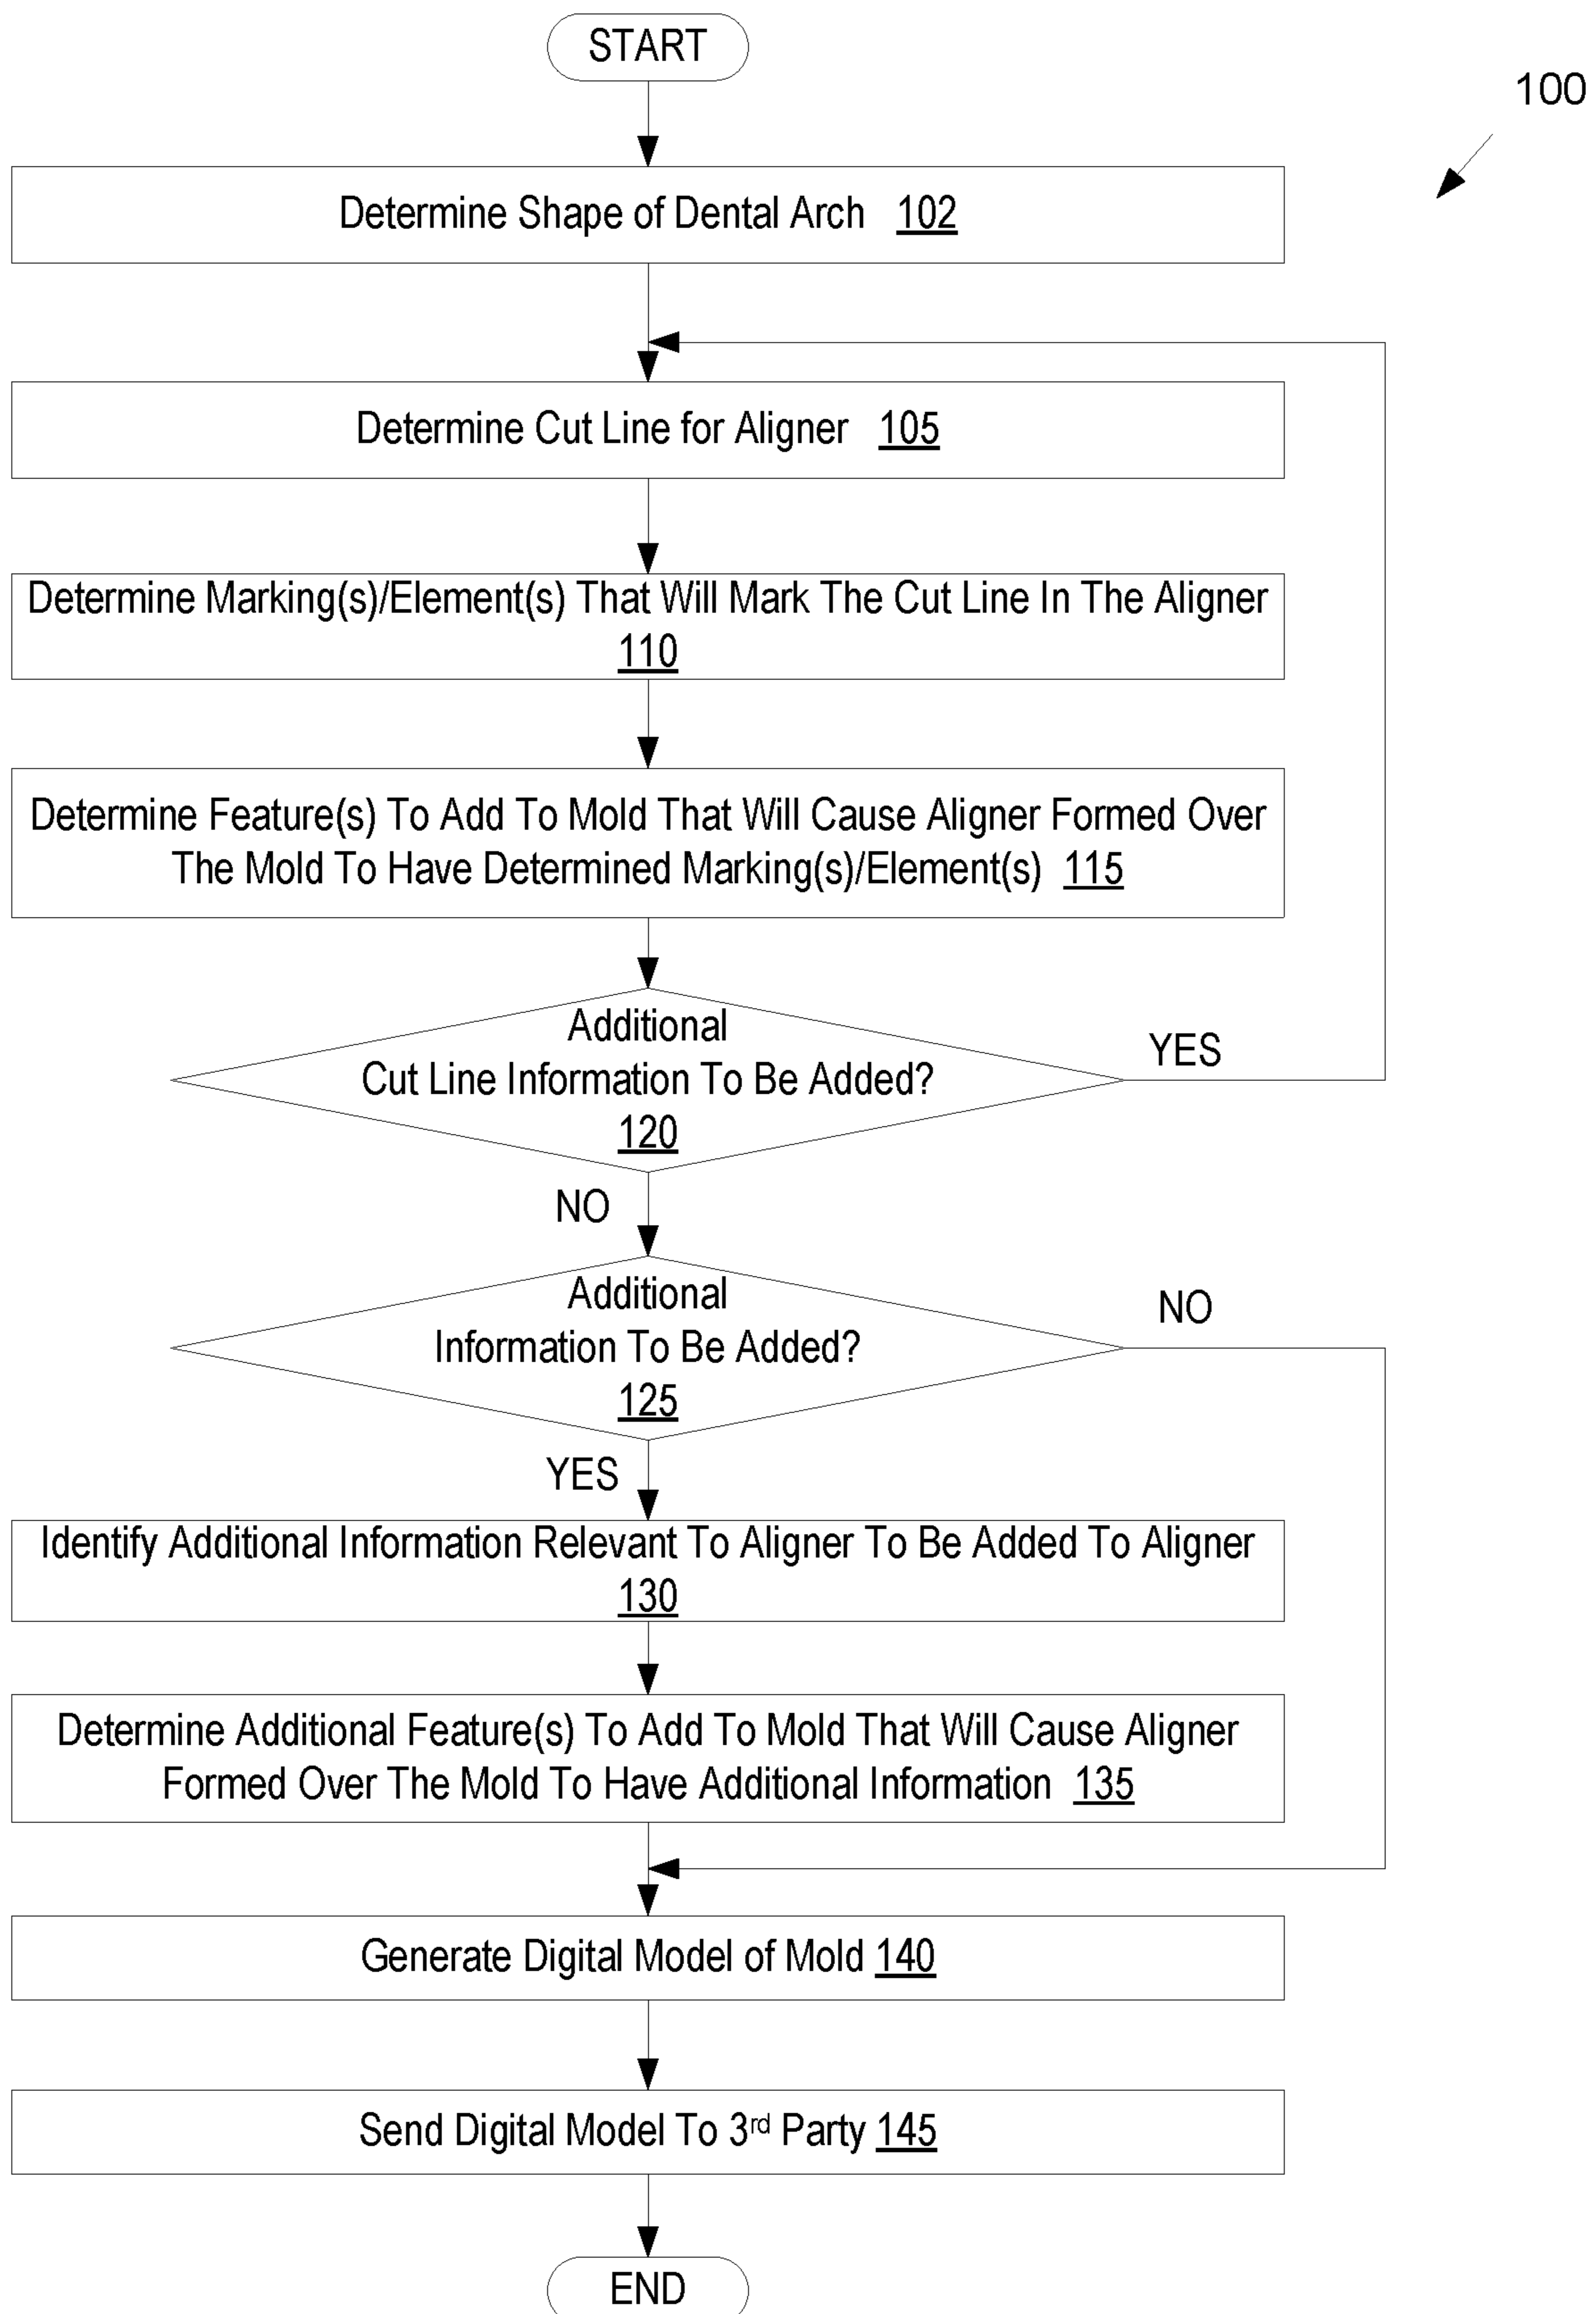 START
100
Determine Shape of Dental Arch 102
Determine Cut Line for Aligner 105
Determine Marking(s)/Element(s) That Will Mark The Cut Line In The Aligner
110
Determine Feature(s) To Add To Mold That Will Cause Aligner Formed Over
The Mold To Have Determined Marking(s)/Element(s) 115
Additional
Cut Line Information To Be Added?
120
YES
NO
Additional
Information To Be Added?
125
NO
YES
Identify Additional Information Relevant To Aligner To Be Added To Aligner
130
Determine Additional Feature(s) To Add To Mold That Will Cause Aligner
Formed Over The Mold To Have Additional Information 135
Generate Digital Model of Mold 140
Send Digital Model To 3rd Party 145
END